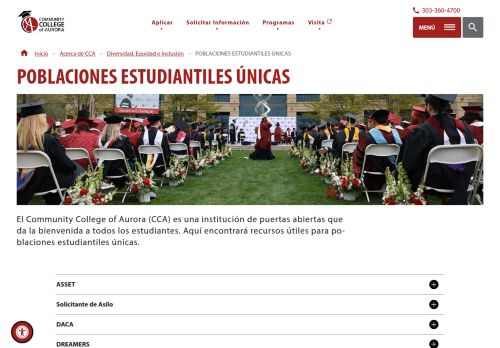 303-360-4700
COMMUNITY
COLLEGE
of AURORA
Aplicar
Solicitar Información
Programas
Visita
MENÚ
Inicio – Acerca de CCA – Diversidad, Equidad e Inclusión – POBLACIONES ESTUDIANTILES ÚNICAS
POBLACIONES ESTUDIANTILES ÚNICAS
El Community College of Aurora (CCA) es una institución de puertas abiertas que
da la bienvenida a todos los estudiantes. Aquí encontrará recursos útiles para po-
blaciones estudiantiles únicas.
ASSET
Solicitante de Asilo
DACA
DREAMERS